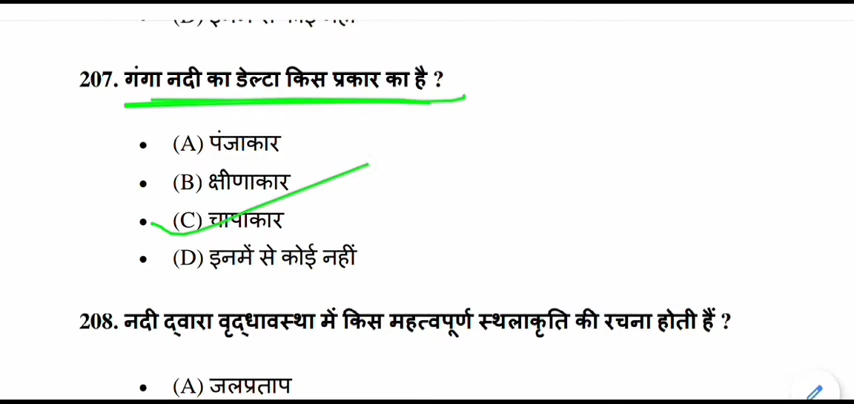 207. गंगा नदी का डेल्टा किस प्रकार का है ?
• (A) पंजाकार
• (B) क्षीणाकार
• (C) चापाकार
• (D) इनमें से कोई नहीं
208. नदी द्वारा वृद्धावस्था में किस महत्वपूर्ण स्थलाकृति की रचना होती हैं ?
• (A) जलप्रताप